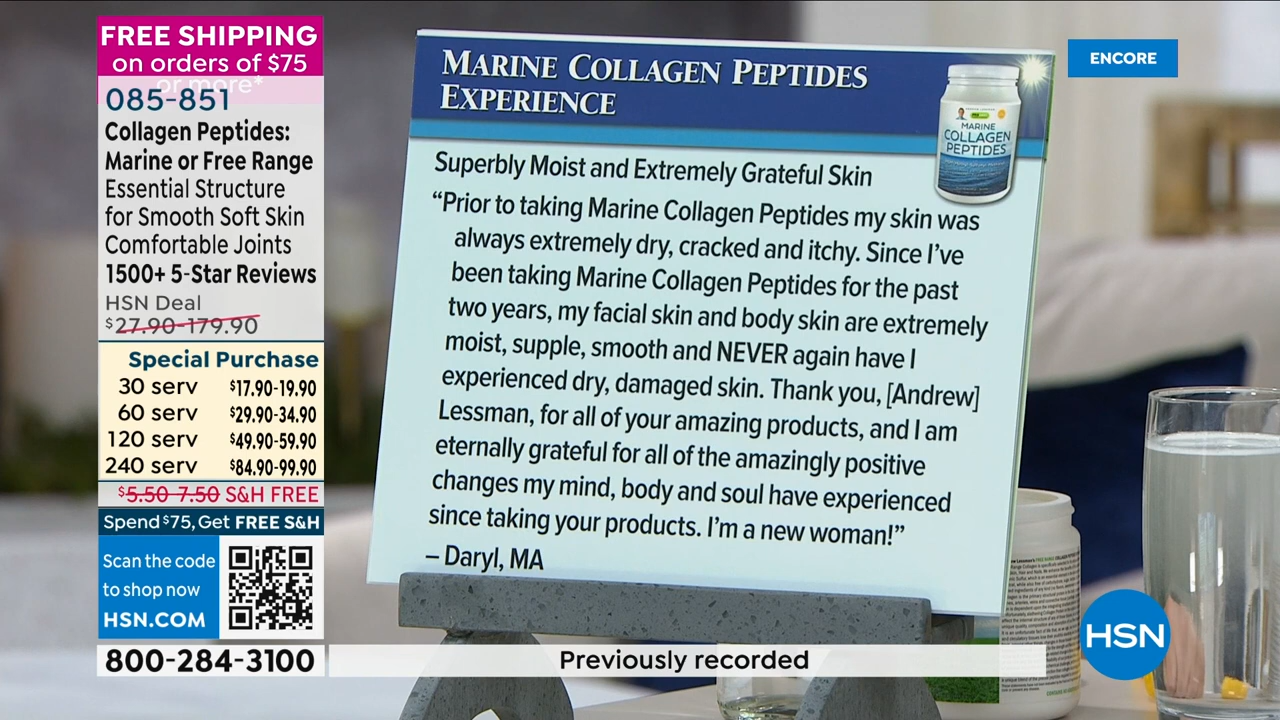 FREE SHIPPING
on orders of $75
or more*
085-851
Collagen Peptides:
Marine or Free Range
Essential Structure
for Smooth Soft Skin
Comfortable Joints
1500+ 5-Star Reviews
HSN Deal
$27.90-179.90
Special Purchase
30 serv $17.90-19.90
60 serv $29.90-34.90
120 serv $49.90-59.90
240 serv $84.90-99.90
$5.50-7.50 S&H FREE
Spend $75, Get FREE S&H
Scan the code
to shop now
HSN.COM
800-284-3100
MARINE COLLAGEN PEPTIDES
EXPERIENCE
MARINE
COLLAGEN
PEPTIDES
Superbly Moist and Extremely Grateful Skin
“Prior to taking Marine Collagen Peptides my skin was
always extremely dry, cracked and itchy. Since I’ve
been taking Marine Collagen Peptides for the past
two years, my facial skin and body skin are extremely
moist, supple, smooth and NEVER again have I
experienced dry, damaged skin. Thank you, [Andrew]
Lessman, for all of your amazing products, and I am
eternally grateful for all of the amazingly positive
changes my mind, body and soul have experienced
since taking your products. I’m a new woman!”
– Daryl, MA
ENCORE
HSN
Previously recorded